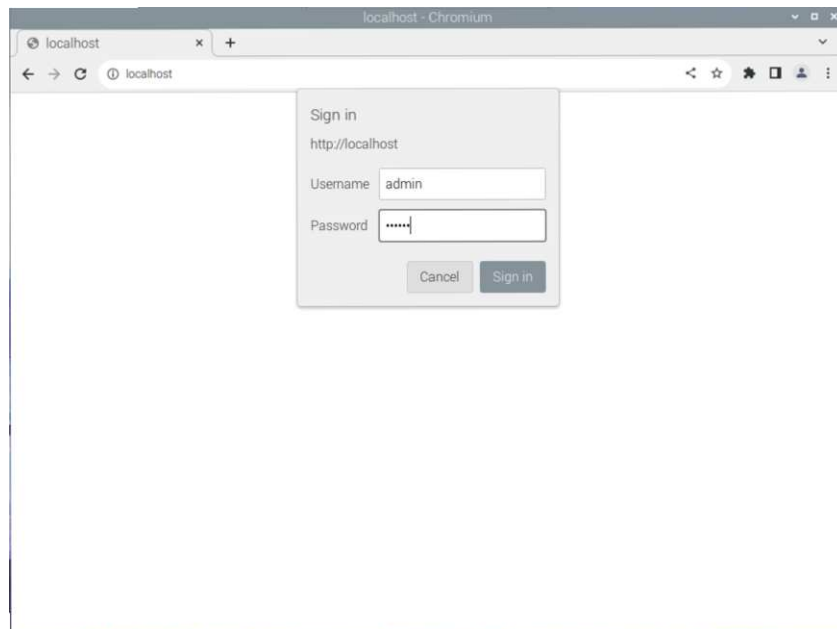 localhost - Chromium
localhost
localhost
Sign in
http://localhost
Username admin
Password ••••••
Cancel Sign in